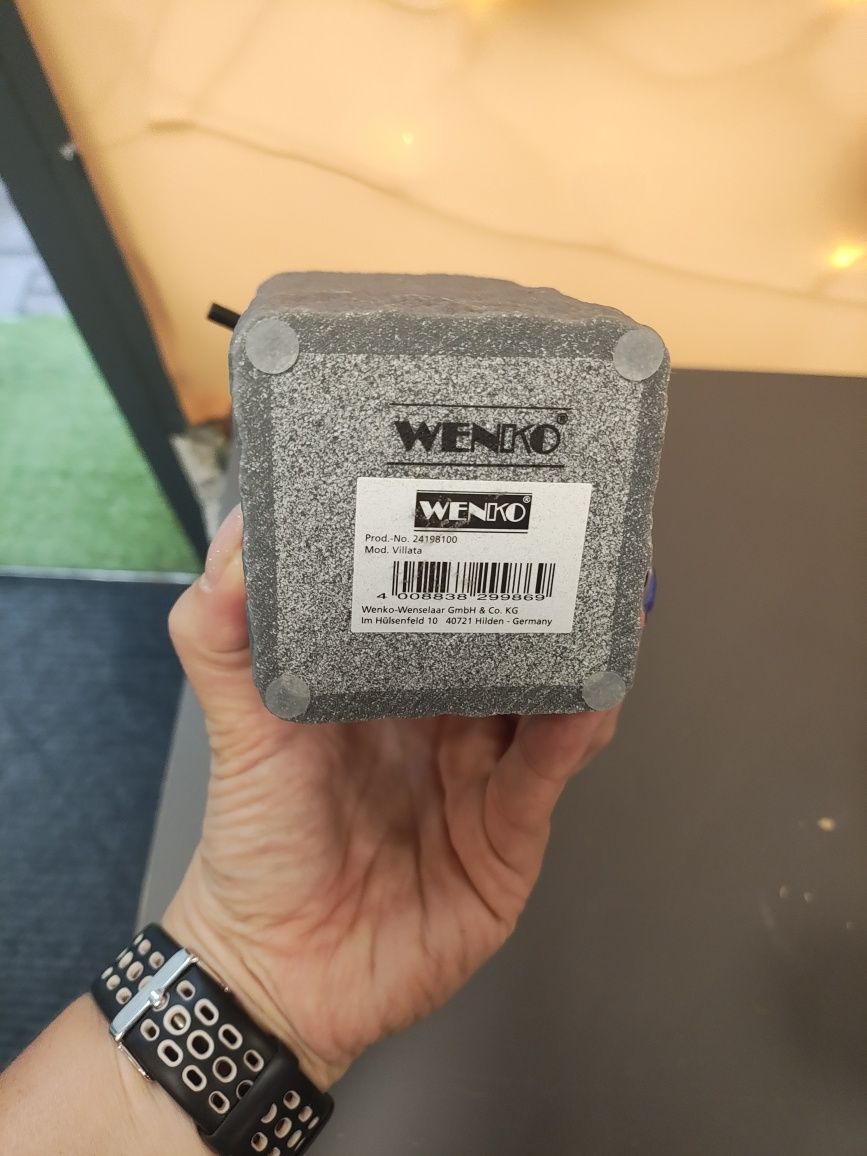 WENKO®
WENKO®
Prod.-No. 24198100
Mod. Villata
4 008838 299869
Wenko-Wenselaar GmbH & Co. KG
Im Hülsenfeld 10 40721 Hilden - Germany